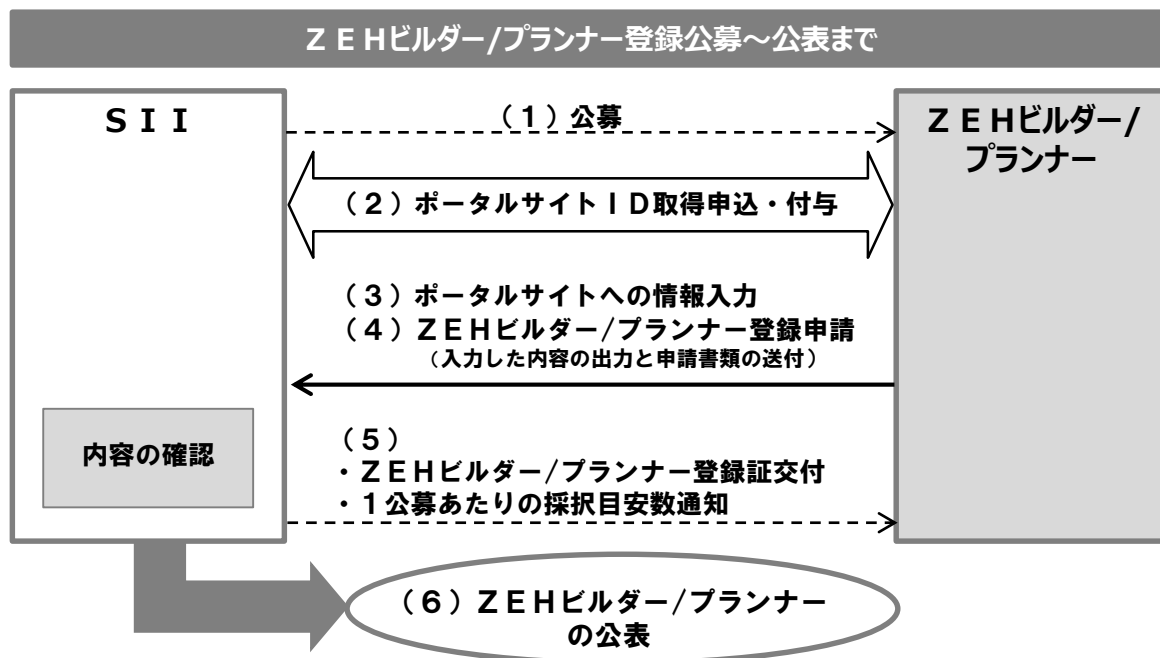 ＺＥＨビルダー/プランナー登録公募～公表まで
ＳＩＩ
（１）公募
ＺＥＨビルダー/
プランナー
（２）ポータルサイトＩＤ取得申込・付与
（３）ポータルサイトへの情報入力
（４）ＺＥＨビルダー/プランナー登録申請
（入力した内容の出力と申請書類の送付）
内容の確認
（５）
・ＺＥＨビルダー/プランナー登録証交付
・１公募あたりの採択目安数通知
（６）ＺＥＨビルダー/プランナー
の公表